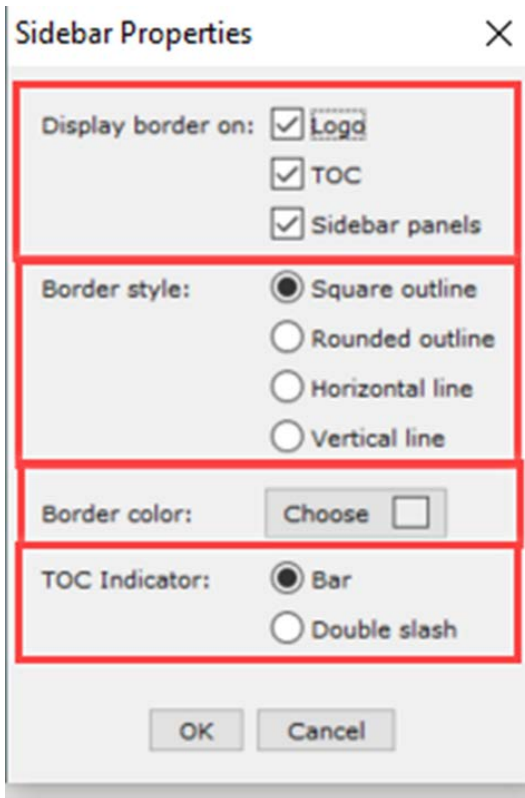 Sidebar Properties
Display border on: Logo
TOC
Sidebar panels
Border style: Square outline
Rounded outline
Horizontal line
Vertical line
Border color: Choose
TOC Indicator: Bar
Double slash
OK Cancel